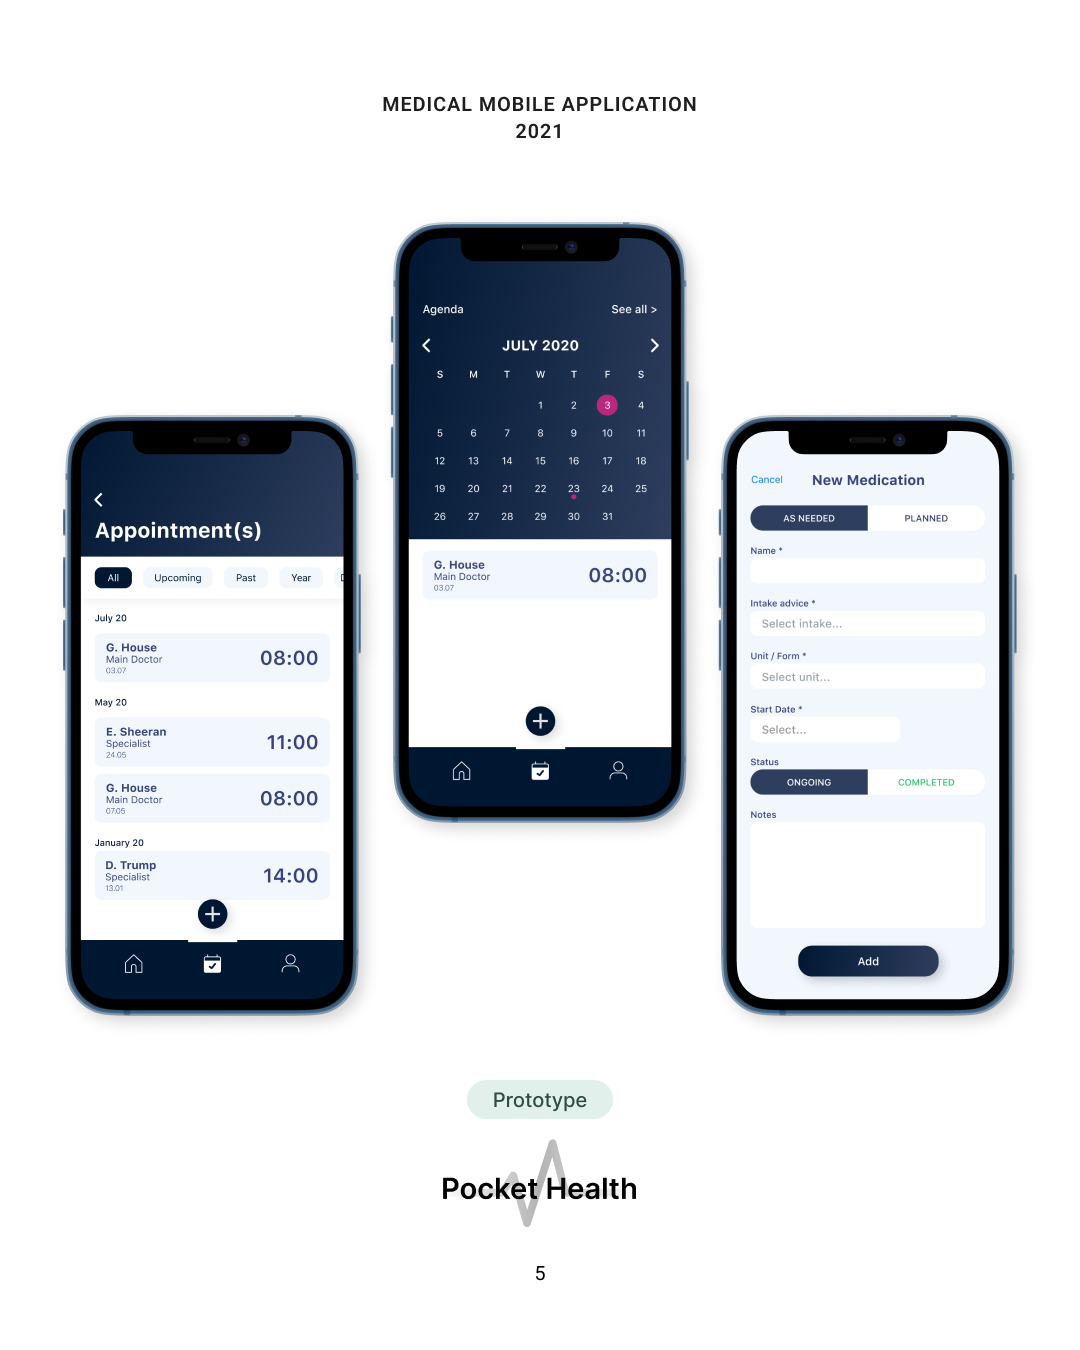 MEDICAL MOBILE APPLICATION
2021
Agenda
See all >
JULY 2020
S M T W T F S
1 2 3 4
5 6 7 8 9 10 11
12 13 14 15 16 17 18
19 20 21 22 23 24 25
26 27 28 29 30 31
G. House
Main Doctor
03.07
08:00
Appointment(s)
All Upcoming Past Year
July 20
G. House
Main Doctor
03.07
08:00
May 20
E. Sheeran
Specialist
24.05
11:00
G. House
Main Doctor
07.05
08:00
January 20
D. Trump
Specialist
13.01
14:00
Cancel
New Medication
AS NEEDED PLANNED
Name *
Intake advice *
Select intake...
Unit / Form *
Select unit...
Start Date *
Select...
Status
ONGOING COMPLETED
Notes
Add
Prototype
Pocket Health
5